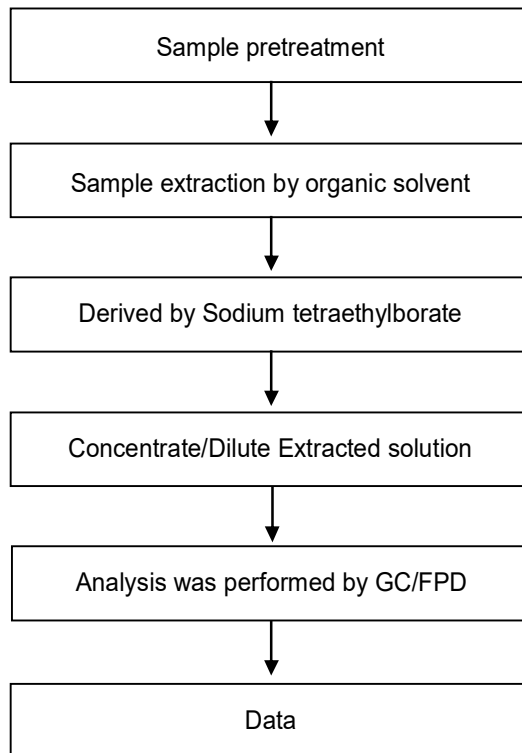 Sample pretreatment
Sample extraction by organic solvent
Derived by Sodium tetraethylborate
Concentrate/Dilute Extracted solution
Analysis was performed by GC/FPD
Data